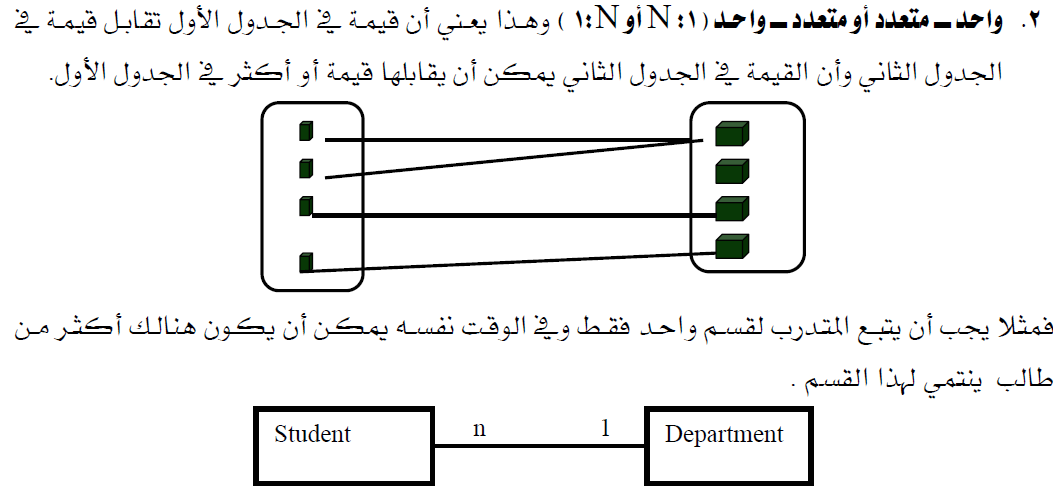 ٢. واحد ـ متعدد أو متعدد ـ واحد (١:N أو N:١) وهذا يعني أن قيمة في الجدول الأول تقابل قيمة في
الجدول الثاني وأن القيمة في الجدول الثاني يمكن أن يقابلها قيمة أو أكثر في الجدول الأول.
فمثلا يجب أن يتبع المتدرب لقسم واحد فقط وفي الوقت نفسه يمكن أن يكون هنالك أكثر من
طالب ينتمي لهذا القسم .
Student n 1 Department